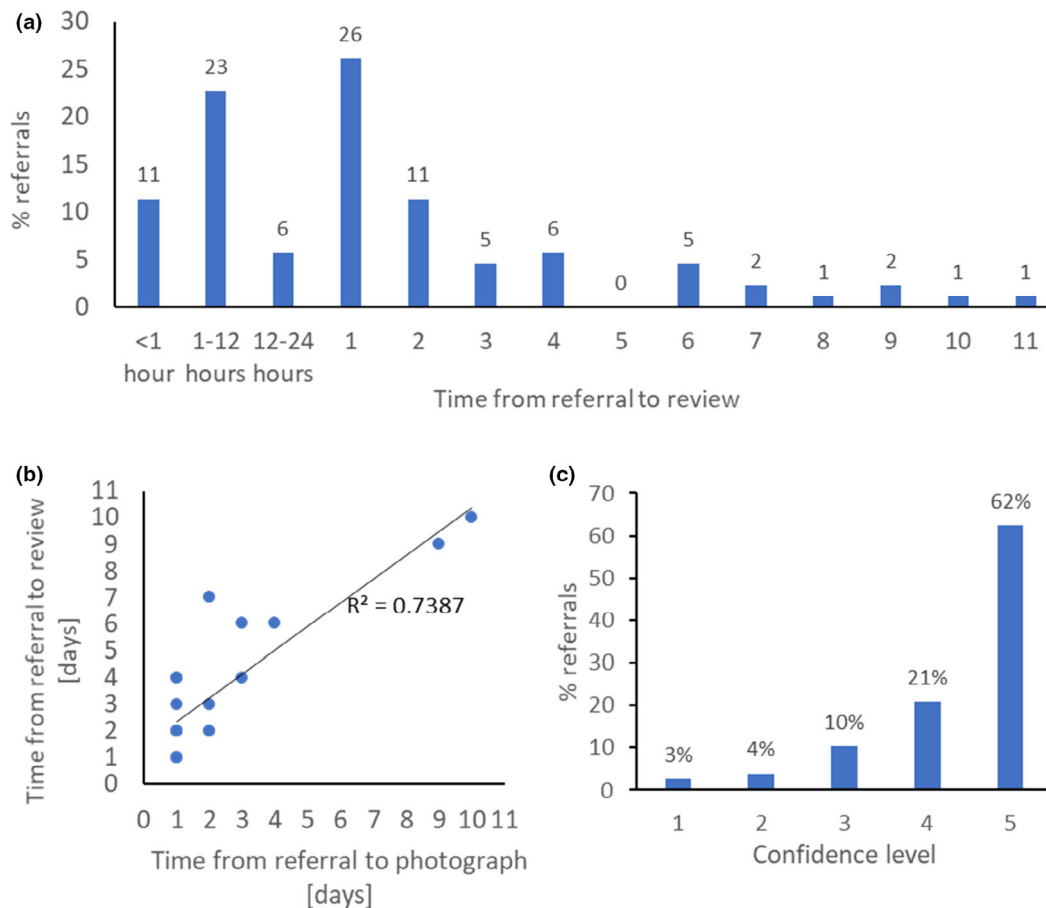 (a)
% referrals
30
25
20
15
10
5
0
11
23
6
26
11
5
6
0
5
2
1
2
1
1
<1 1-12 12-24 1 2 3 4 5 6 7 8 9 10 11
hour hours hours
Time from referral to review
(b)
Time from referral to review
[days]
11
10
9
8
7
6
5
4
3
2
1
0
R² = 0.7387
0 1 2 3 4 5 6 7 8 9 10 11
Time from referral to photograph
[days]
(c)
% referrals
70
60
50
40
30
20
10
0
3%
4%
10%
21%
62%
1 2 3 4 5
Confidence level